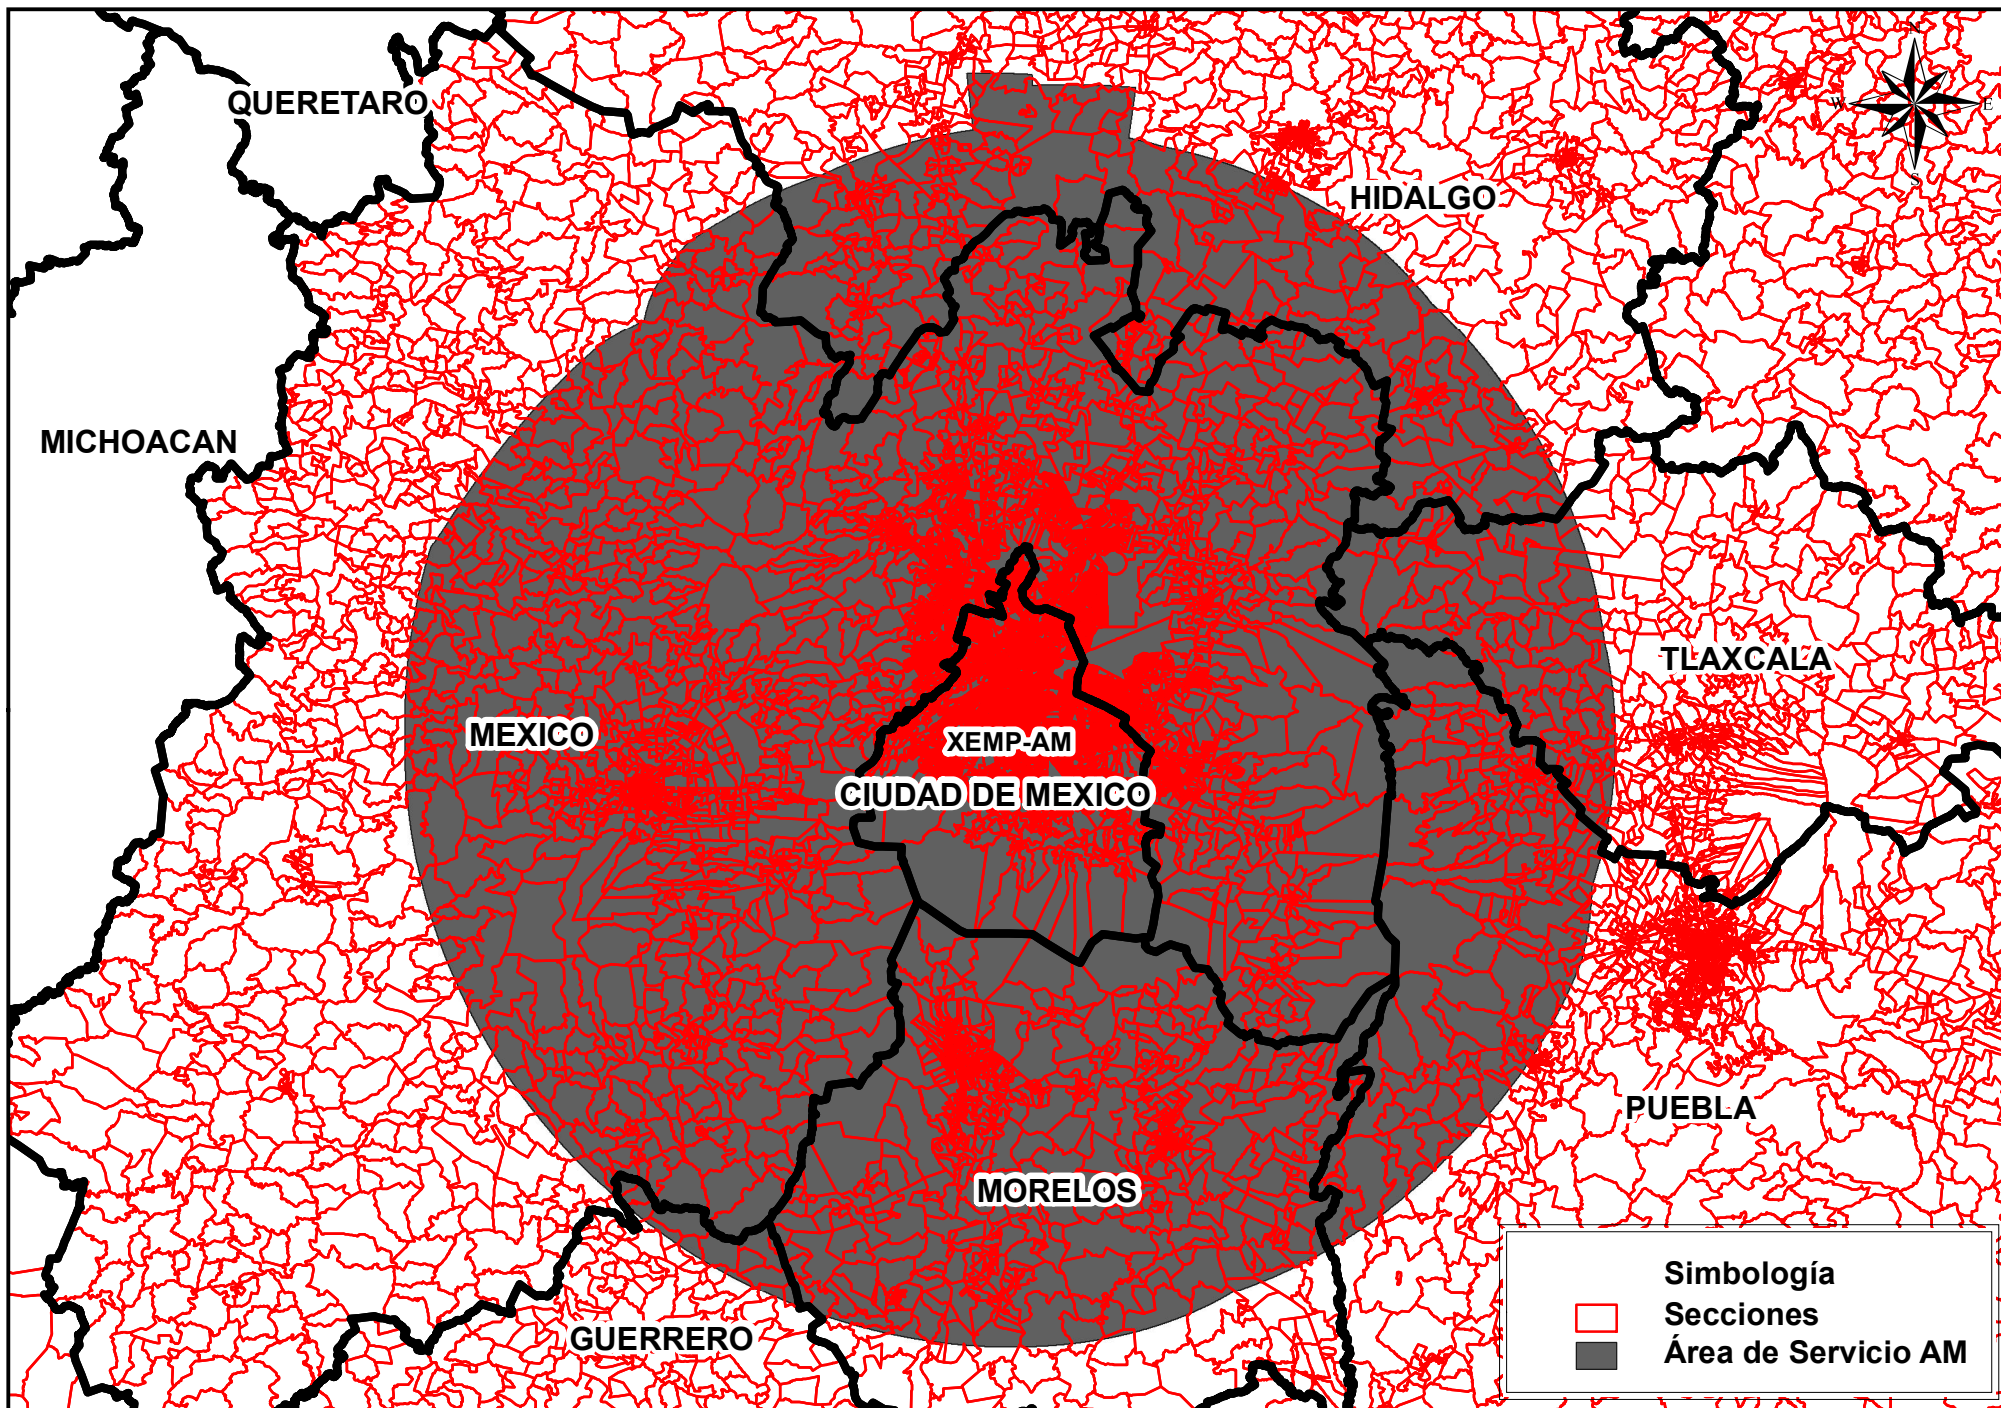 N
QUERETARO
W
E
S
HIDALGO
MICHOACAN
TLAXCALA
MEXICO
XEMP-AM
CIUDAD DE MEXICO
PUEBLA
MORELOS
GUERRERO
Simbología
Secciones
Área de Servicio AM